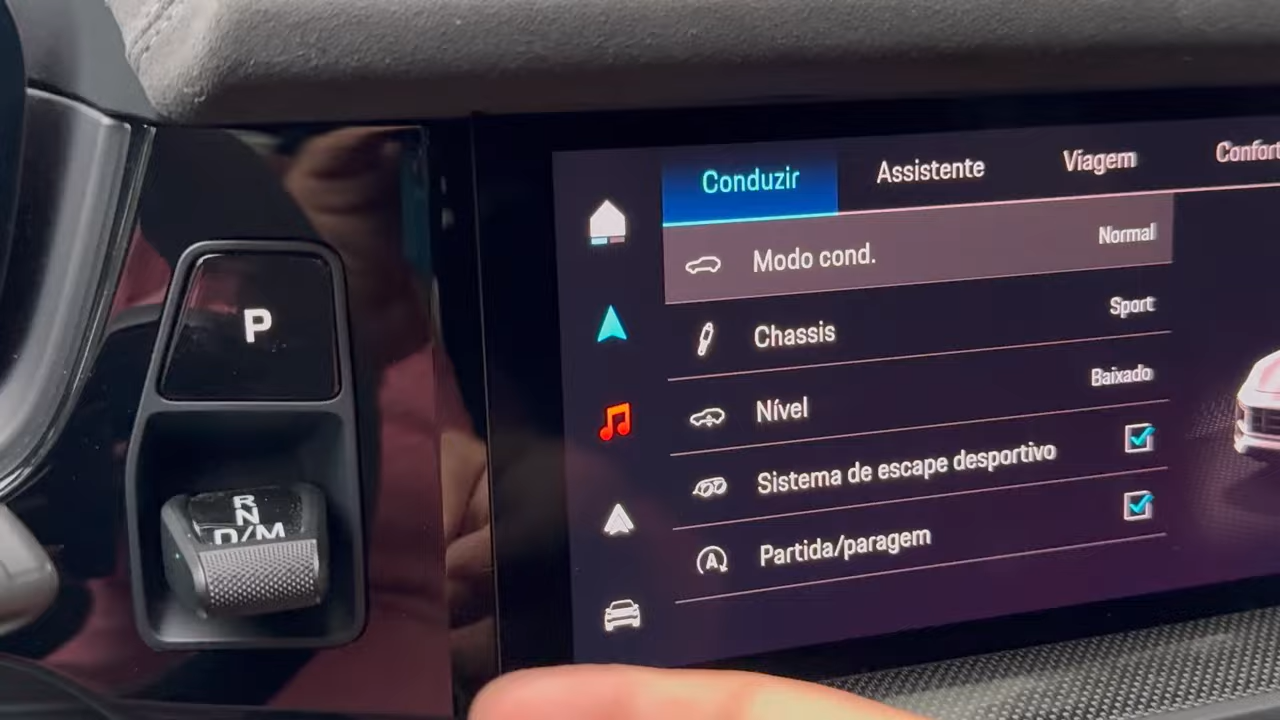 P
R
N
D/M
Conduzir
Assistente
Viagem
Confort
Modo cond.
Normal
Chassis
Sport
Nível
Baixado
Sistema de escape desportivo
Partida/paragem
A